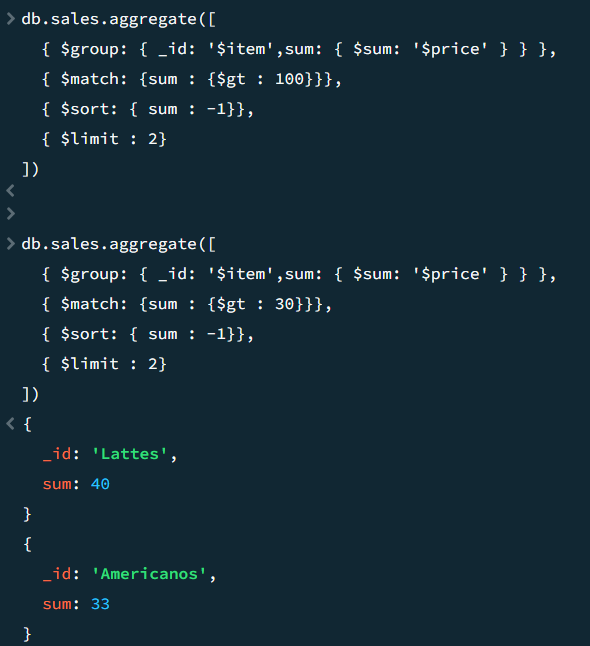 > db.sales.aggregate([
{ $group: { _id: '$item',sum: { $sum: '$price' } } },
{ $match: {sum : {$gt : 100}}},
{ $sort: { sum : -1}},
{ $limit : 2}
])
<
>
> db.sales.aggregate([
{ $group: { _id: '$item',sum: { $sum: '$price' } } },
{ $match: {sum : {$gt : 30}}},
{ $sort: { sum : -1}},
{ $limit : 2}
])
< {
_id: 'Lattes',
sum: 40
}
{
_id: 'Americanos',
sum: 33
}